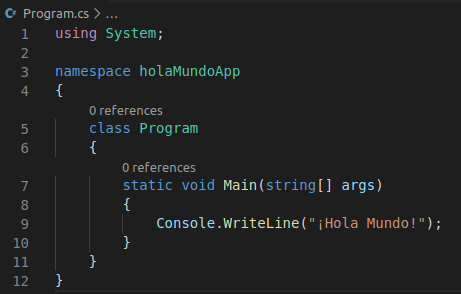 Program.cs > ...
1 using System;
2
3 namespace holaMundoApp
4 {
0 references
5 class Program
6 {
0 references
7 static void Main(string[] args)
8 {
9 Console.WriteLine("¡Hola Mundo!");
10 }
11 }
12 }